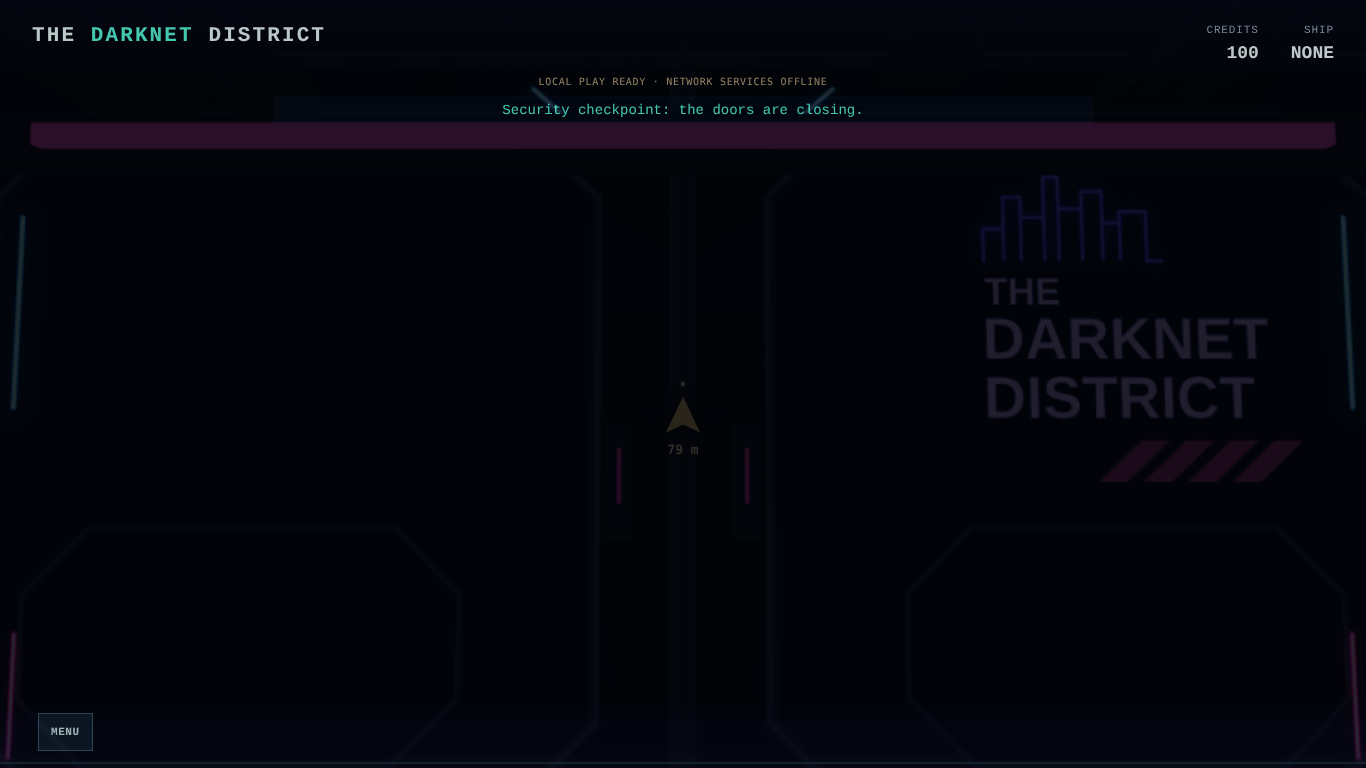 THE DARKNET DISTRICT
CREDITS
100
SHIP
NONE
LOCAL PLAY READY · NETWORK SERVICES OFFLINE
Security checkpoint: the doors are closing.
THE
DARKNET
DISTRICT
79 m
MENU